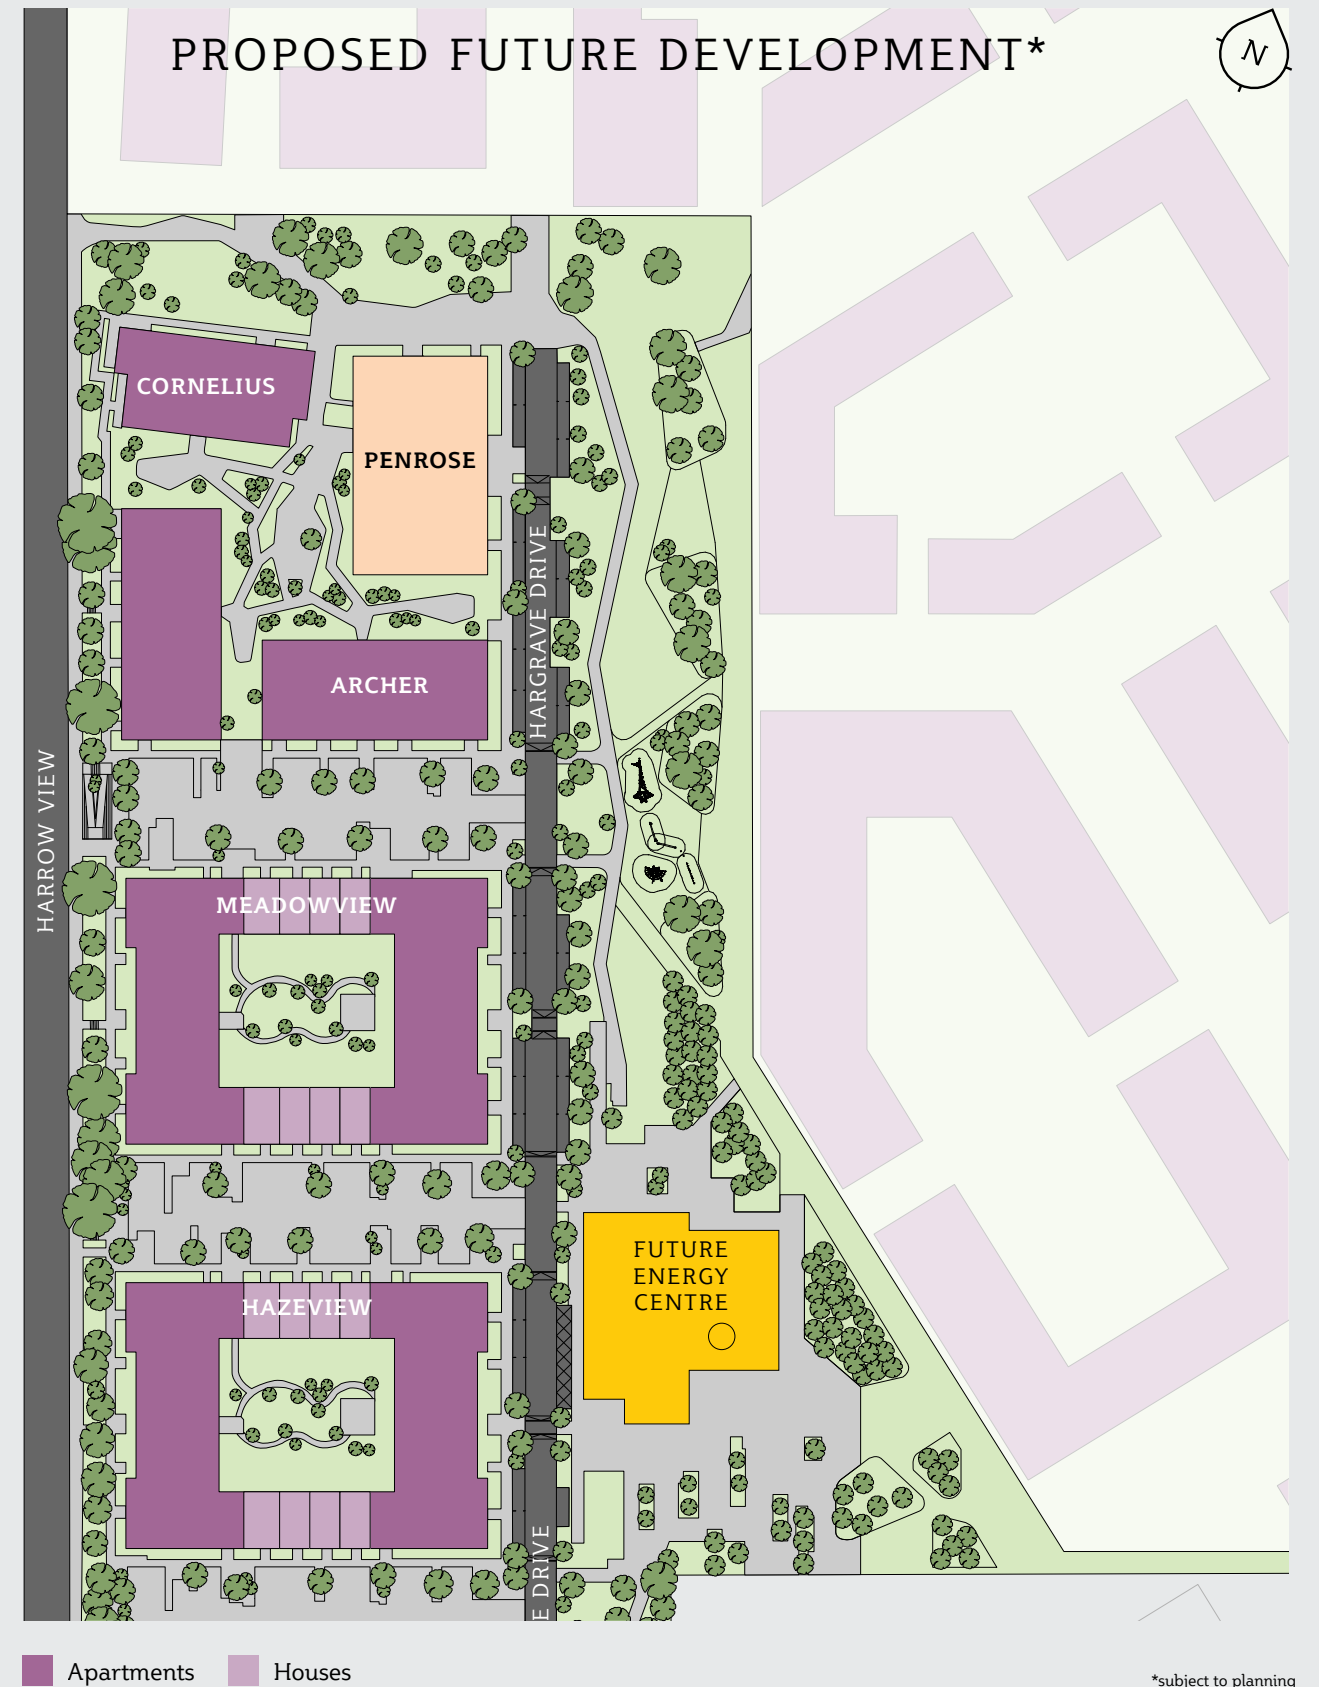 PROPOSED FUTURE DEVELOPMENT*
N
CORNELIUS
PENROSE
HARGRAVE DRIVE
ARCHER
HARROW VIEW
MEADOWVIEW
FUTURE
ENERGY
CENTRE
HAZEVIEW
E DRIVE
Apartments
Houses
*subject to planning